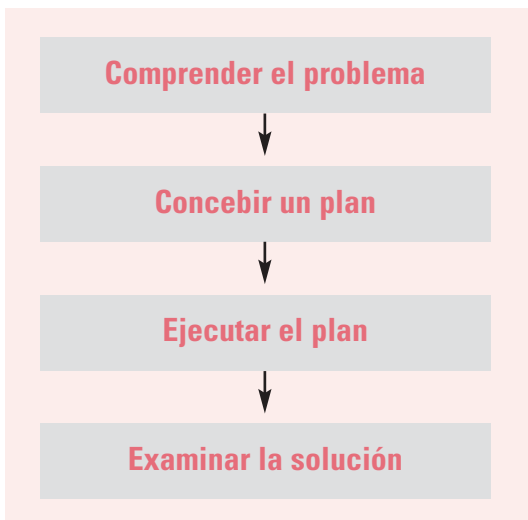 Comprender el problema
Concebir un plan
Ejecutar el plan
Examinar la solución